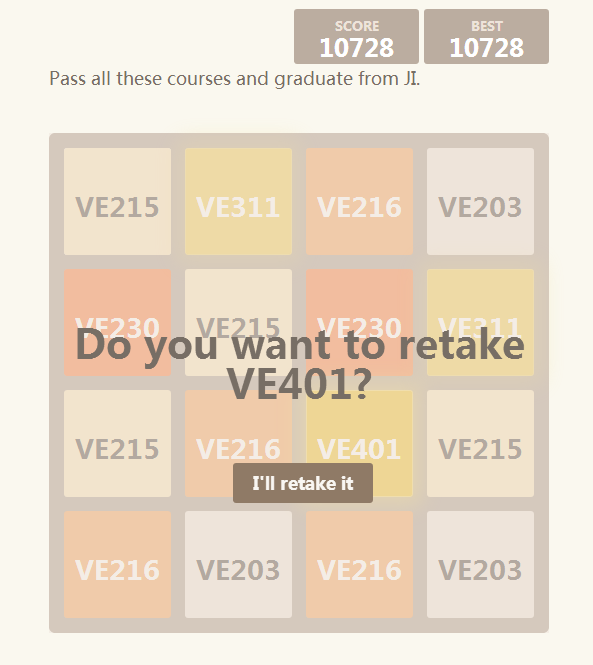 SCORE BEST
10728 10728
Pass all these courses and graduate from JI.
VE215 VE311 VE216 VE203
VE230 VE215 VE230 VE311
Do you want to retake
VE401?
VE215 VE216 VE401 VE215
I'll retake it
VE216 VE203 VE216 VE203